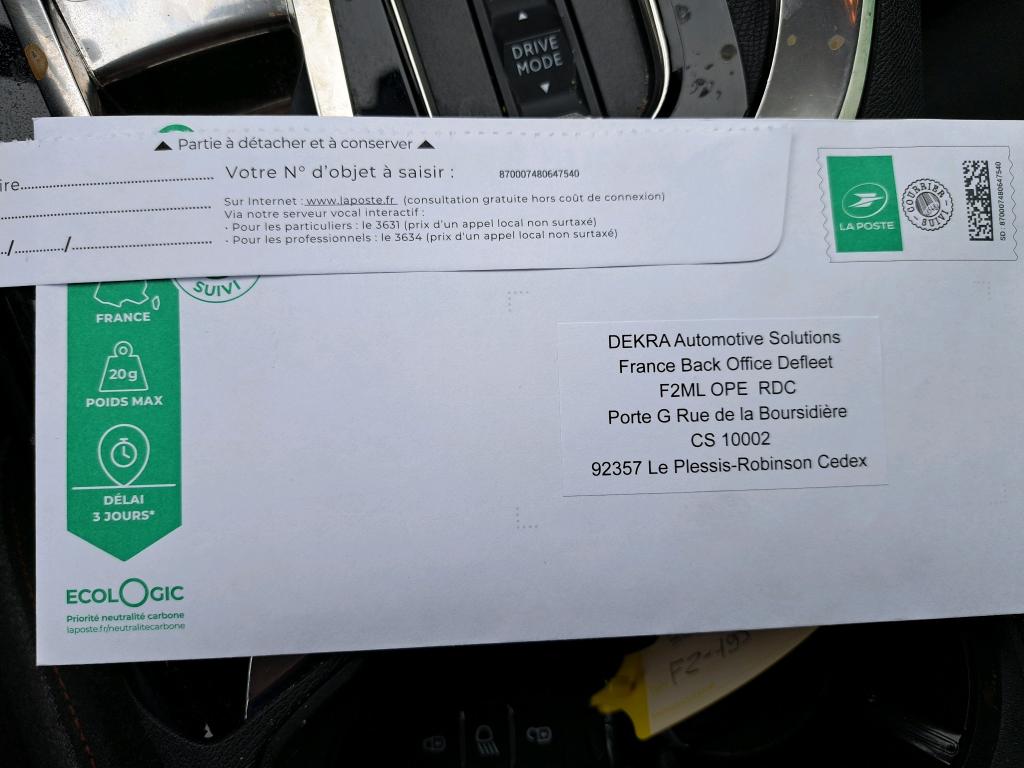 DRIVE
MODE
Partie à détacher et à conserver
ire
Votre N° d'objet à saisir : 870007480647540
Sur Internet : www.laposte.fr (consultation gratuite hors coût de connexion)
Via notre serveur vocal interactif :
- Pour les particuliers : le 3631 (prix d'un appel local non surtaxé)
- Pour les professionnels : le 3634 (prix d'un appel local non surtaxé)
LA POSTE
COURRIER
SUIVI
SD : 870007480647540
SUIVI
FRANCE
20 g
POIDS MAX
DÉLAI
3 JOURS*
ECOLOGIC
Priorité neutralité carbone
laposte.fr/neutralitecarbone
DEKRA Automotive Solutions
France Back Office Defleet
F2ML OPE RDC
Porte G Rue de la Boursidière
CS 10002
92357 Le Plessis-Robinson Cedex